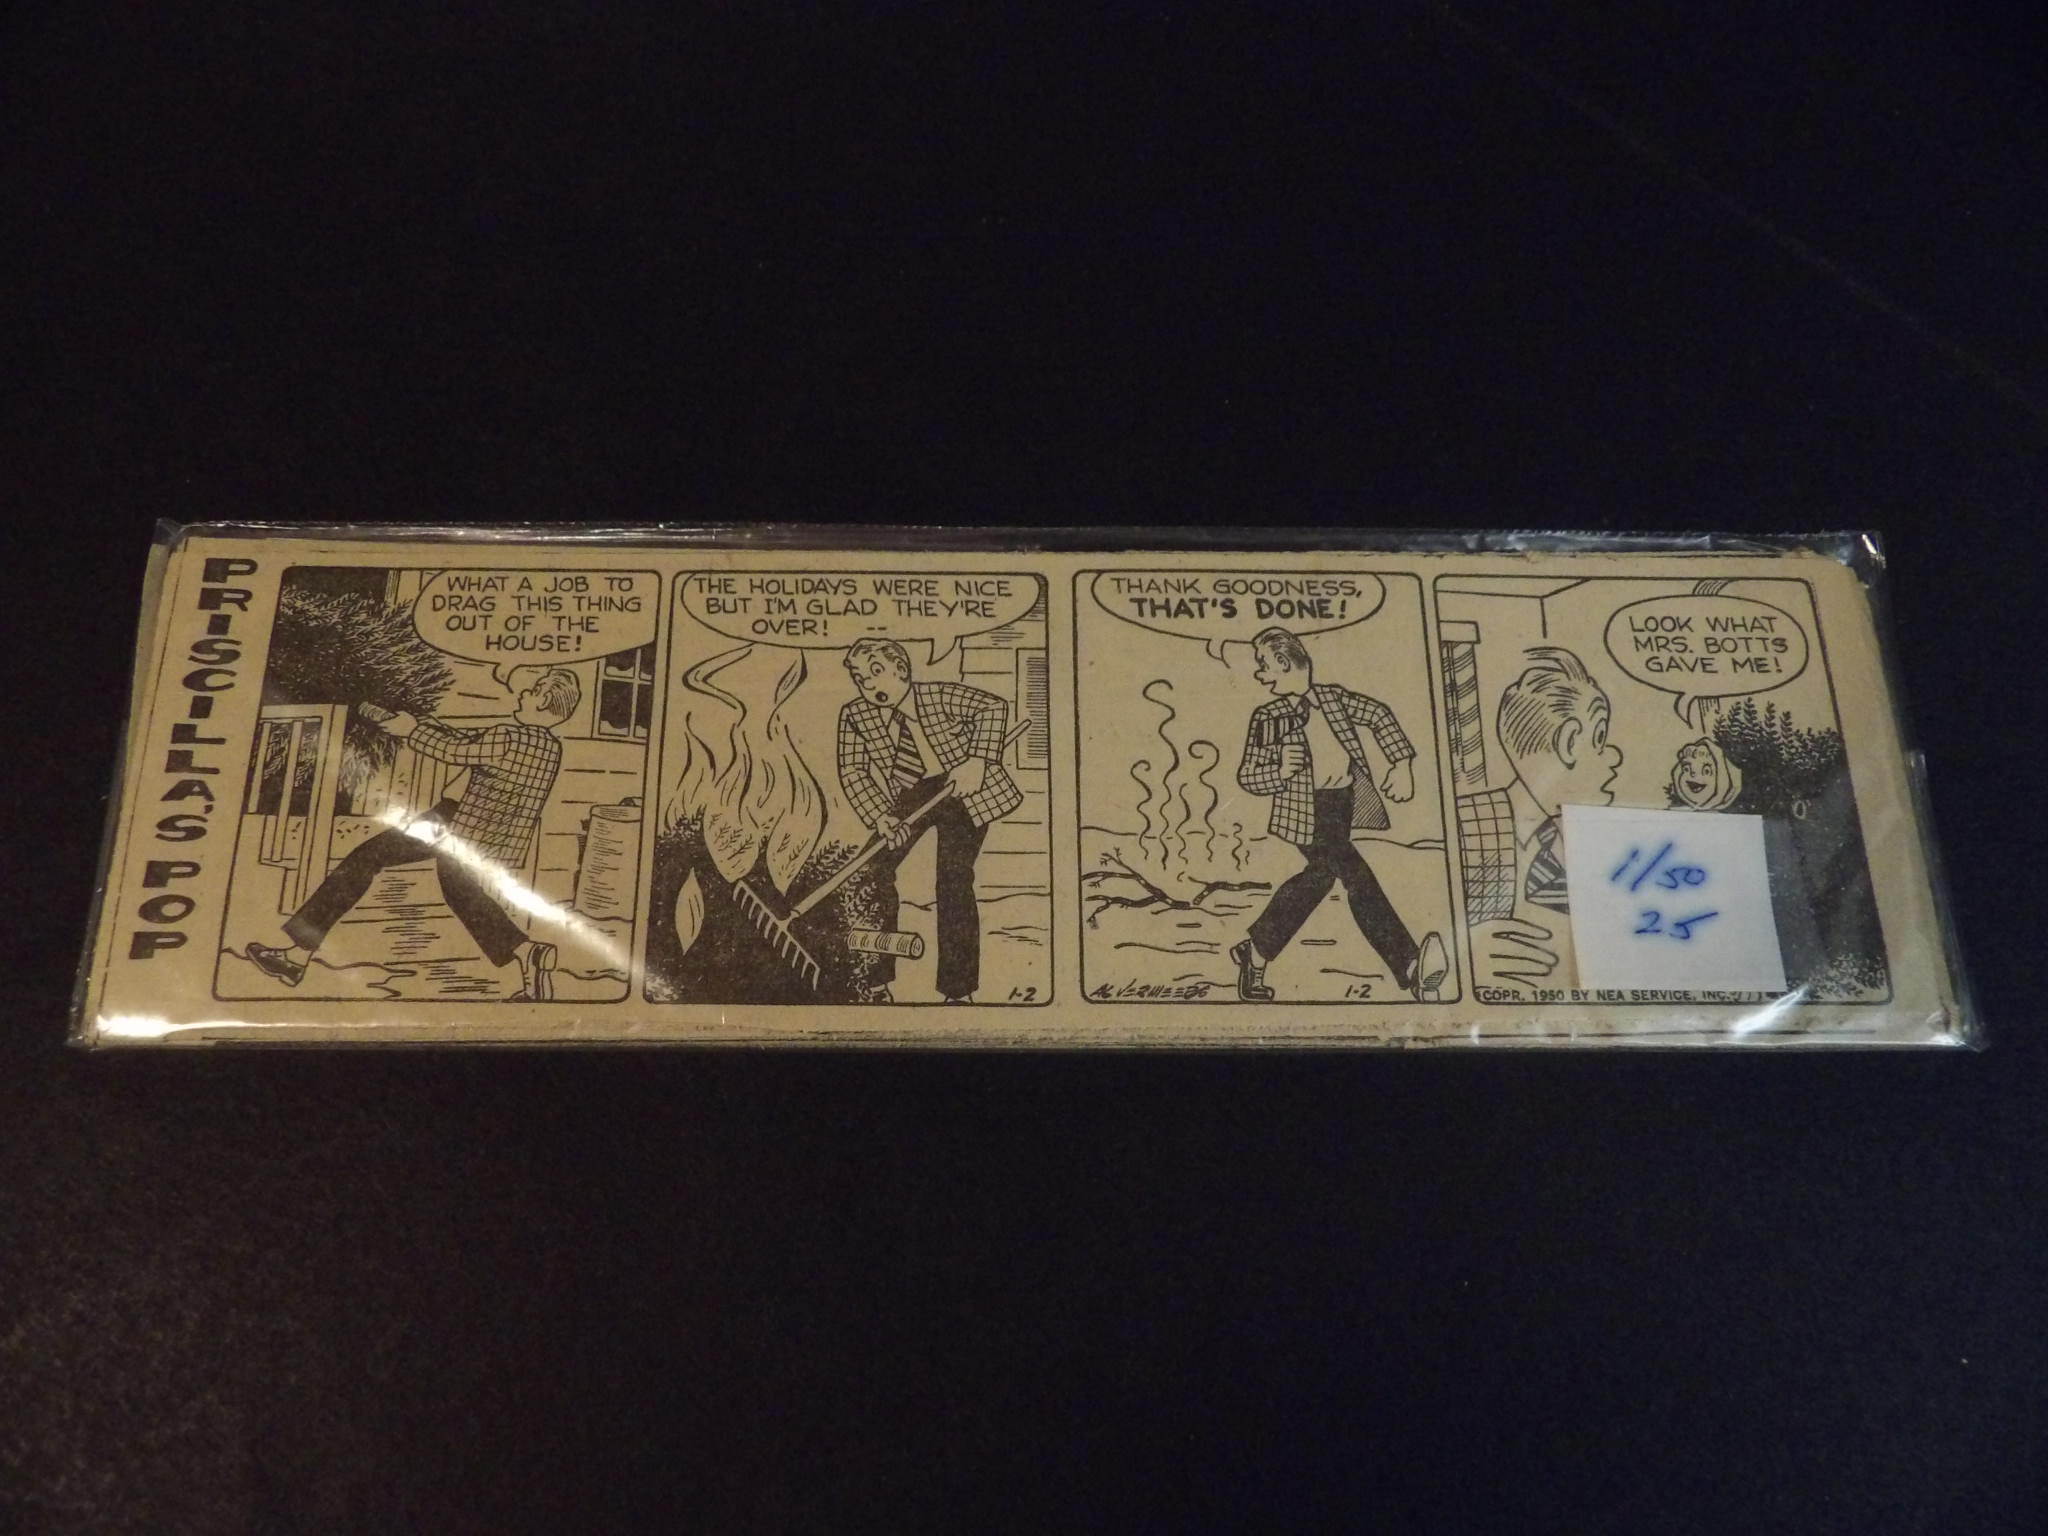 PRISCILLA'S POP
WHAT A JOB TO
DRAG THIS THING
OUT OF THE
HOUSE!
THE HOLIDAYS WERE NICE
BUT I'M GLAD THEY'RE
OVER! --
1-2
THANK GOODNESS,
THAT'S DONE!
AL VERMEER
1-2
LOOK WHAT
MRS. BOTTS
GAVE ME!
COPR. 1950 BY NEA SERVICE, INC.
1/50
25